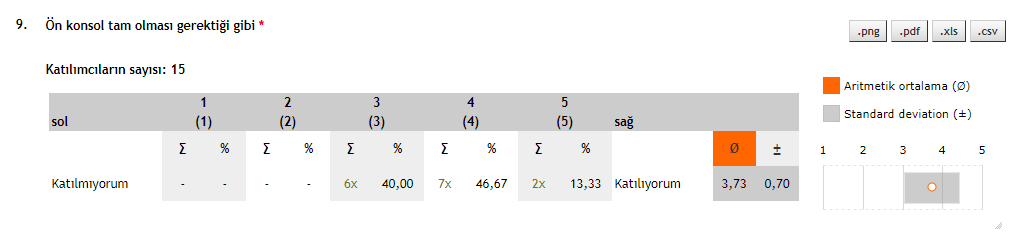 9. Ön konsol tam olması gerektiği gibi *
.png .pdf .xls .csv
Katılımcıların sayısı: 15
Aritmetik ortalama (Ø)
Standard deviation (±)
1 2 3 4 5
sol (1) (2) (3) (4) (5) sağ
Σ % Σ % Σ % Σ % Σ % Ø ±
1 2 3 4 5
Katılmıyorum - - - - 6x 40,00 7x 46,67 2x 13,33 Katılıyorum 3,73 0,70